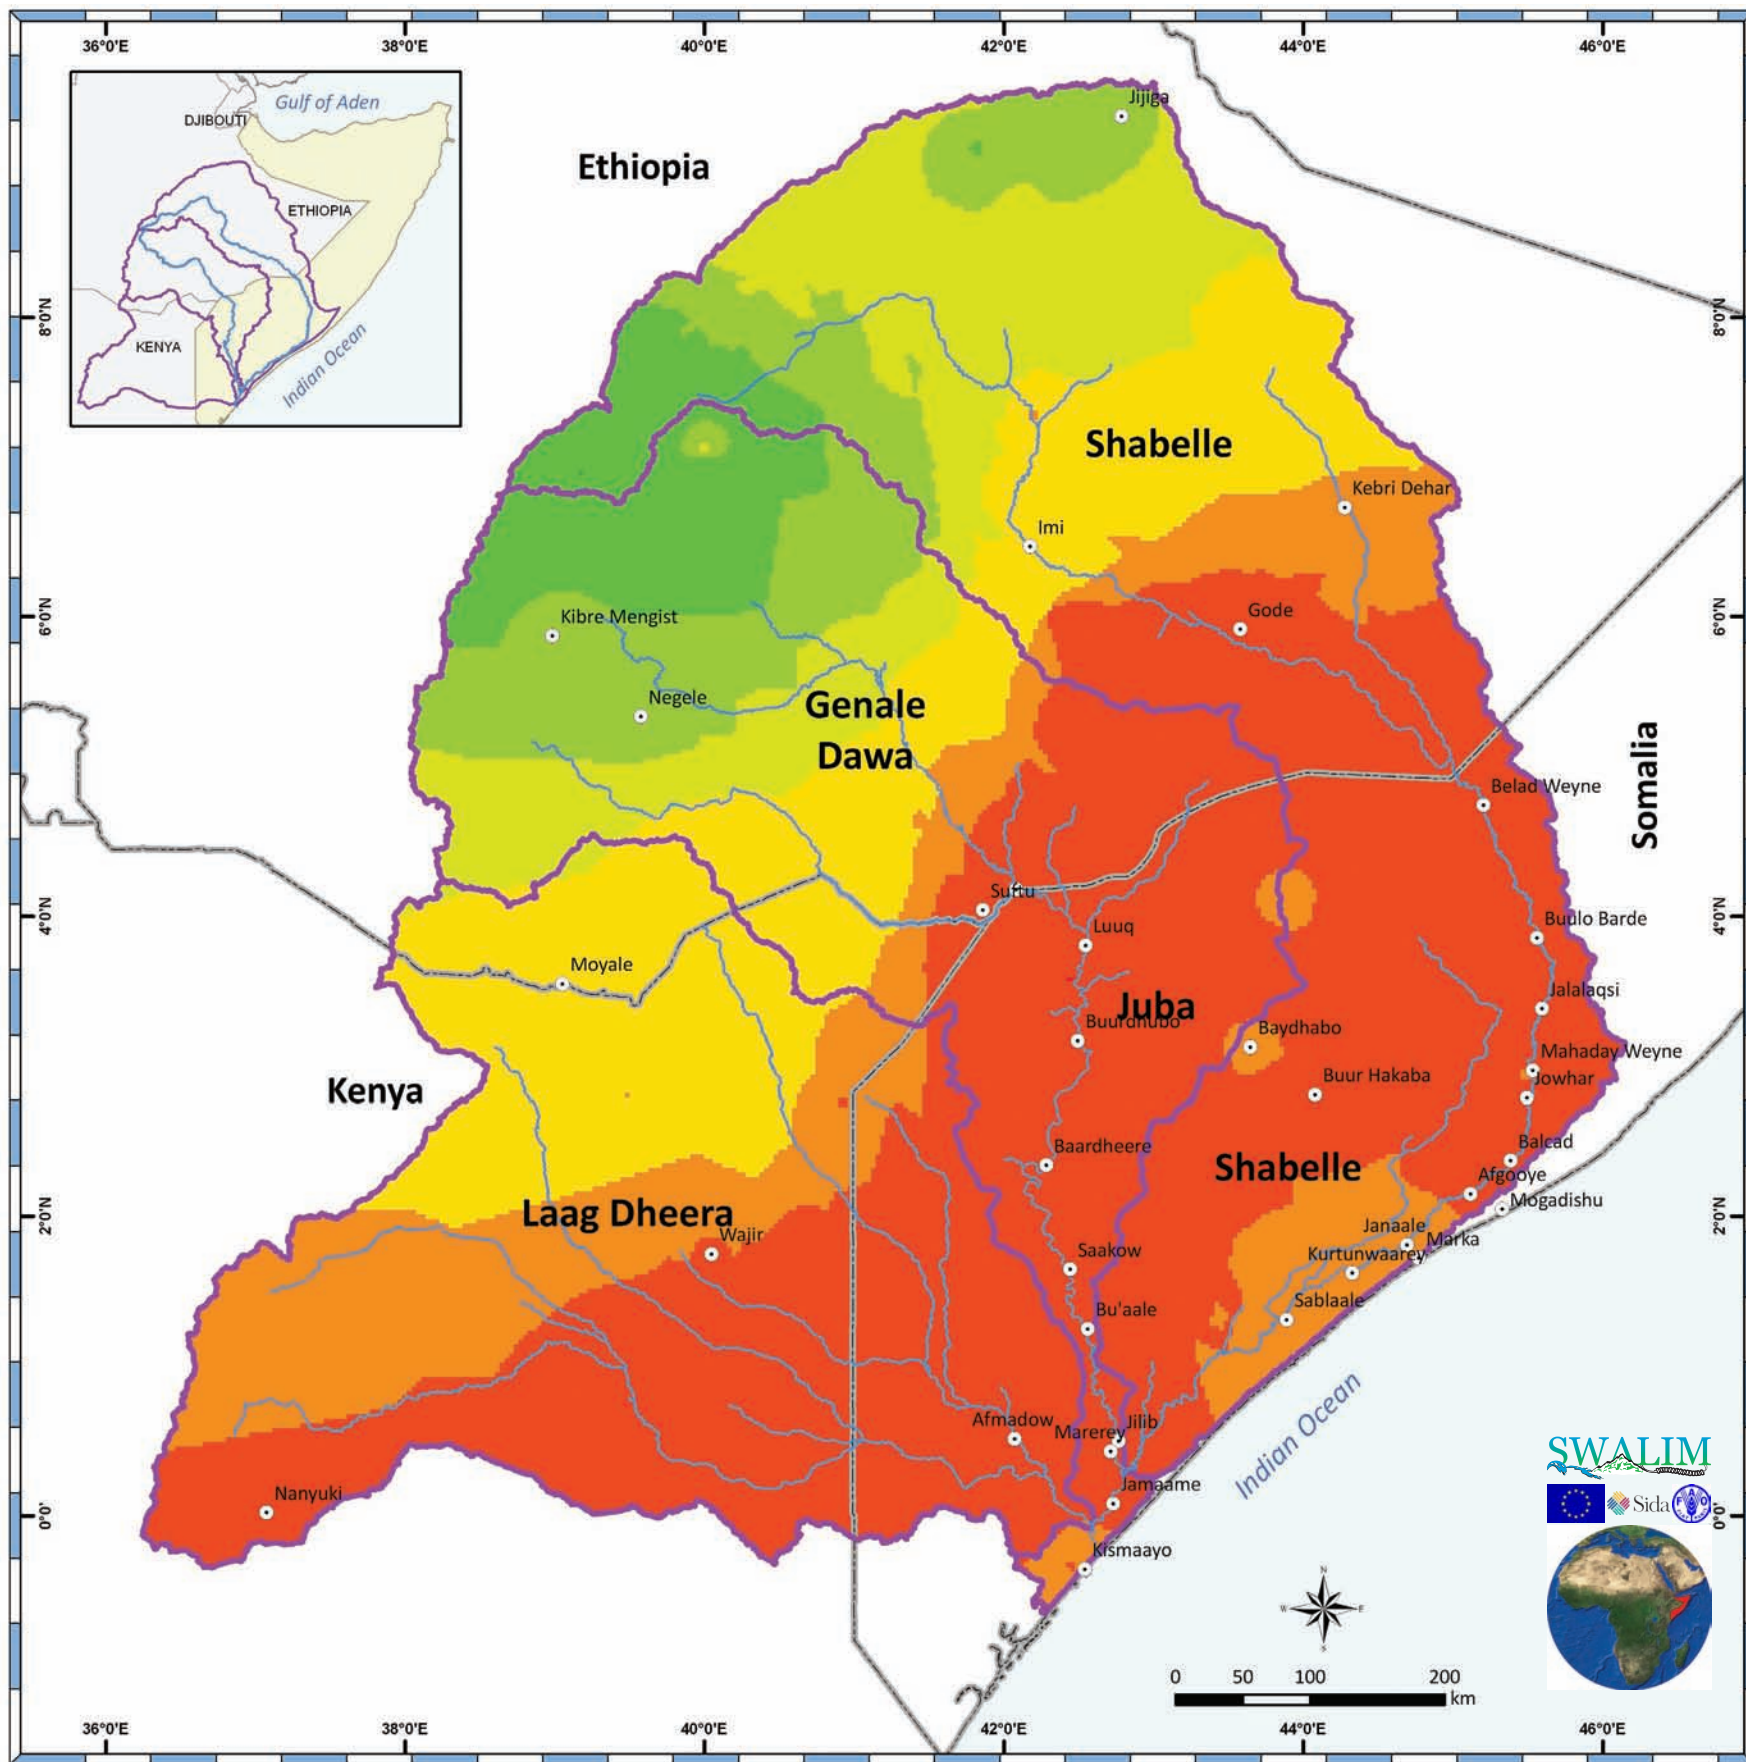 36°0'E
38°0'E
40°0'E
42°0'E
44°0'E
46°0'E
Gulf of Aden
DJIBOUTI
ETHIOPIA
KENYA
Indian Ocean
Jijiga
Ethiopia
8°0'N
8°0'N
Shabelle
Kebri Dehar
Imi
Kibre Mengist
Gode
6°0'N
6°0'N
Negele
Genale
Dawa
Belad Weyne
Somalia
Suftu
Luuq
Buulo Barde
4°0'N
4°0'N
Moyale
Jalalaqsi
Juba
Buurdhubo
Baydhabo
Mahaday Weyne
Kenya
Buur Hakaba
Jowhar
Baardheere
Balcad
Shabelle
Afgooye
Mogadishu
2°0'N
2°0'N
Laag Dheera
Wajir
Janaale
Marka
Saakow
Kurtunwaarey
Bu'aale
Sablaale
Afmadow
Marerey
Jilib
Indian Ocean
Nanyuki
Jamaame
0°0'
0°0'
Kismaayo
SWALIM
Sida
FAO
N
W
E
S
0 50 100 200
km
36°0'E
38°0'E
40°0'E
42°0'E
44°0'E
46°0'E